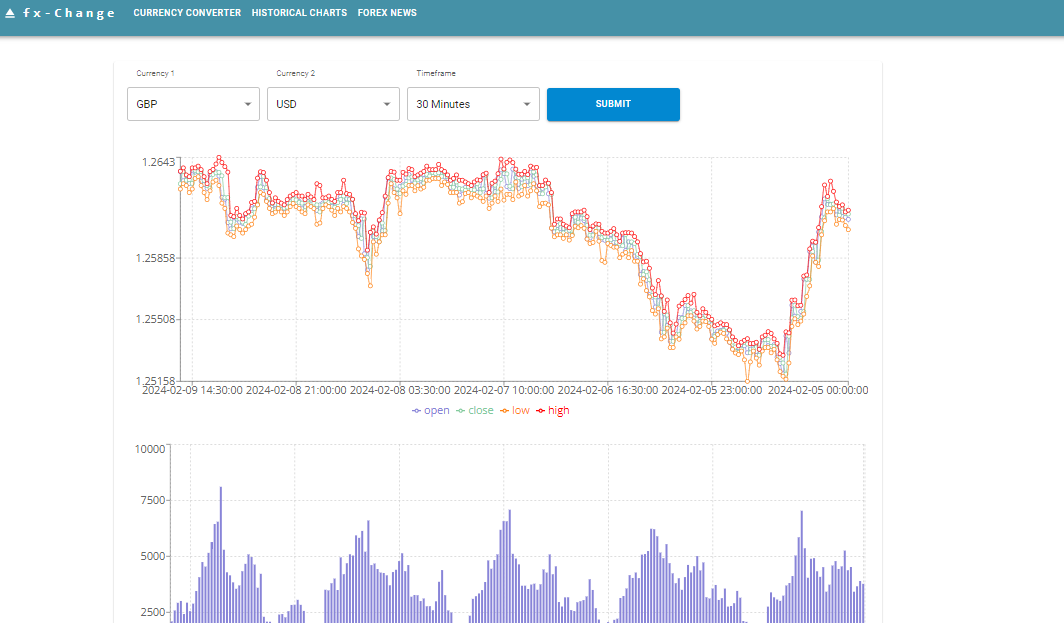 fx-Change CURRENCY CONVERTER HISTORICAL CHARTS FOREX NEWS
Currency 1 Currency 2 Timeframe
GBP USD 30 Minutes SUBMIT
1.2643
1.25858
1.25508
1.25158
2024-02-09 14:30:00 2024-02-08 21:00:00 2024-02-08 03:30:00 2024-02-07 10:00:00 2024-02-06 16:30:00 2024-02-05 23:00:00 2024-02-05 00:00:00
open close low high
10000
7500
5000
2500